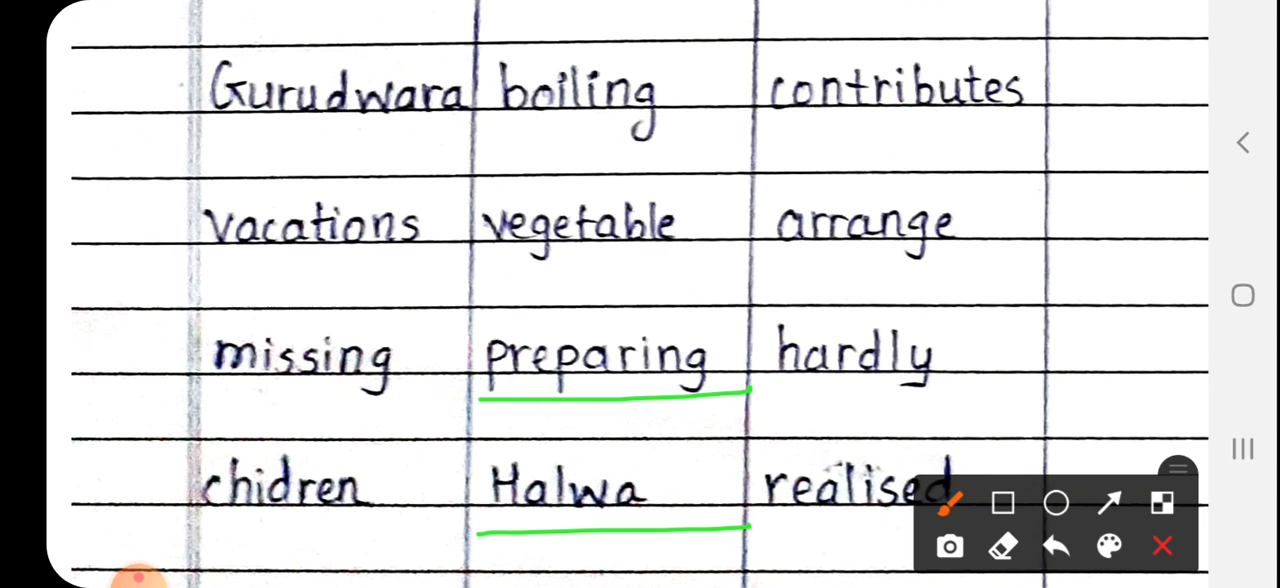 Gurudwara boiling contributes
vacations vegetable arrange
missing preparing hardly
chidren Halwa realised